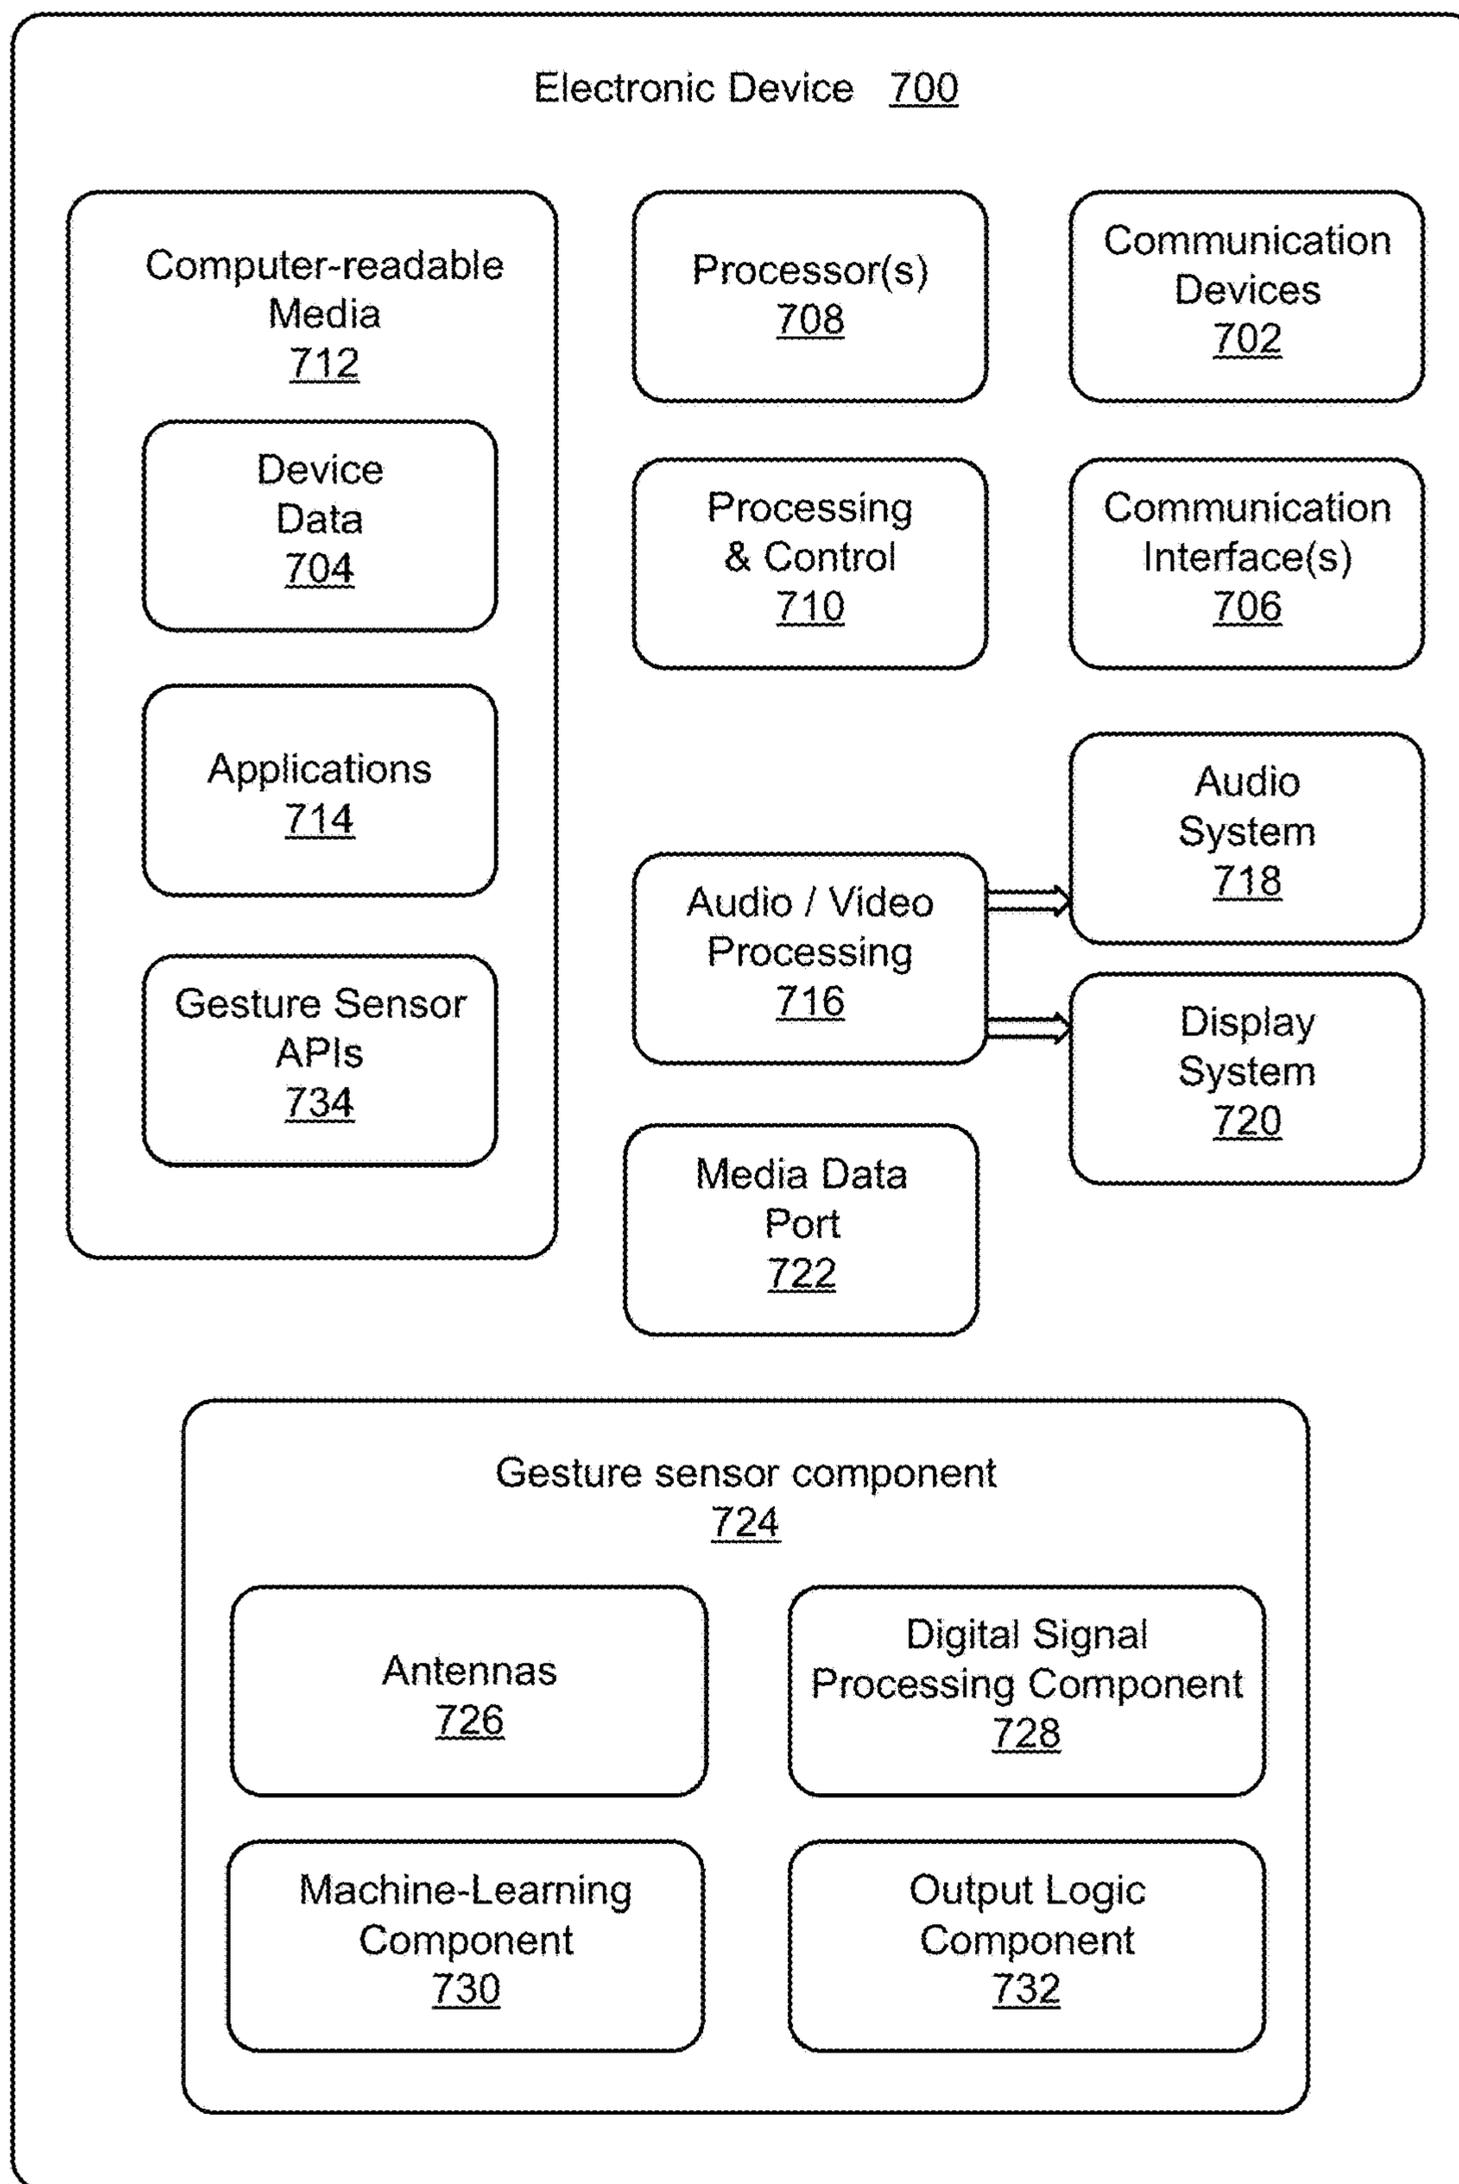 Electronic Device 700
Computer-readable
Media
712
Device
Data
704
Applications
714
Gesture Sensor
APIs
734
Processor(s)
708
Communication
Devices
702
Processing
& Control
710
Communication
Interface(s)
706
Audio / Video
Processing
716
Audio
System
718
Display
System
720
Media Data
Port
722
Gesture sensor component
724
Antennas
726
Digital Signal
Processing Component
728
Machine-Learning
Component
730
Output Logic
Component
732